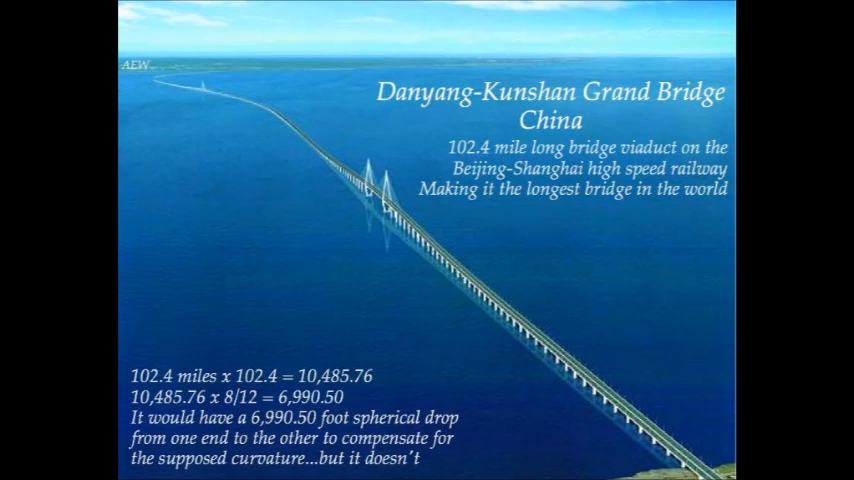 AEW
Danyang-Kunshan Grand Bridge
China
102.4 mile long bridge viaduct on the
Beijing-Shanghai high speed railway
Making it the longest bridge in the world
102.4 miles x 102.4 = 10,485.76
10,485.76 x 8/12 = 6,990.50
It would have a 6,990.50 foot spherical drop
from one end to the other to compensate for
the supposed curvature...but it doesn't